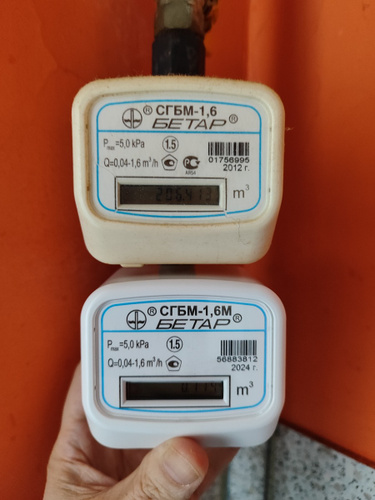 ® СГБМ-1,6
БЕТАР®
Pmax=5,0 kPa 1.5
01756995
Q=0,04-1,6 m³/h
2012 г.
m³
® СГБМ-1,6М
БЕТАР®
Pmax=5,0 kPa 1.5
56883812
Q=0,04-1,6 m³/h
2024 г.
m³